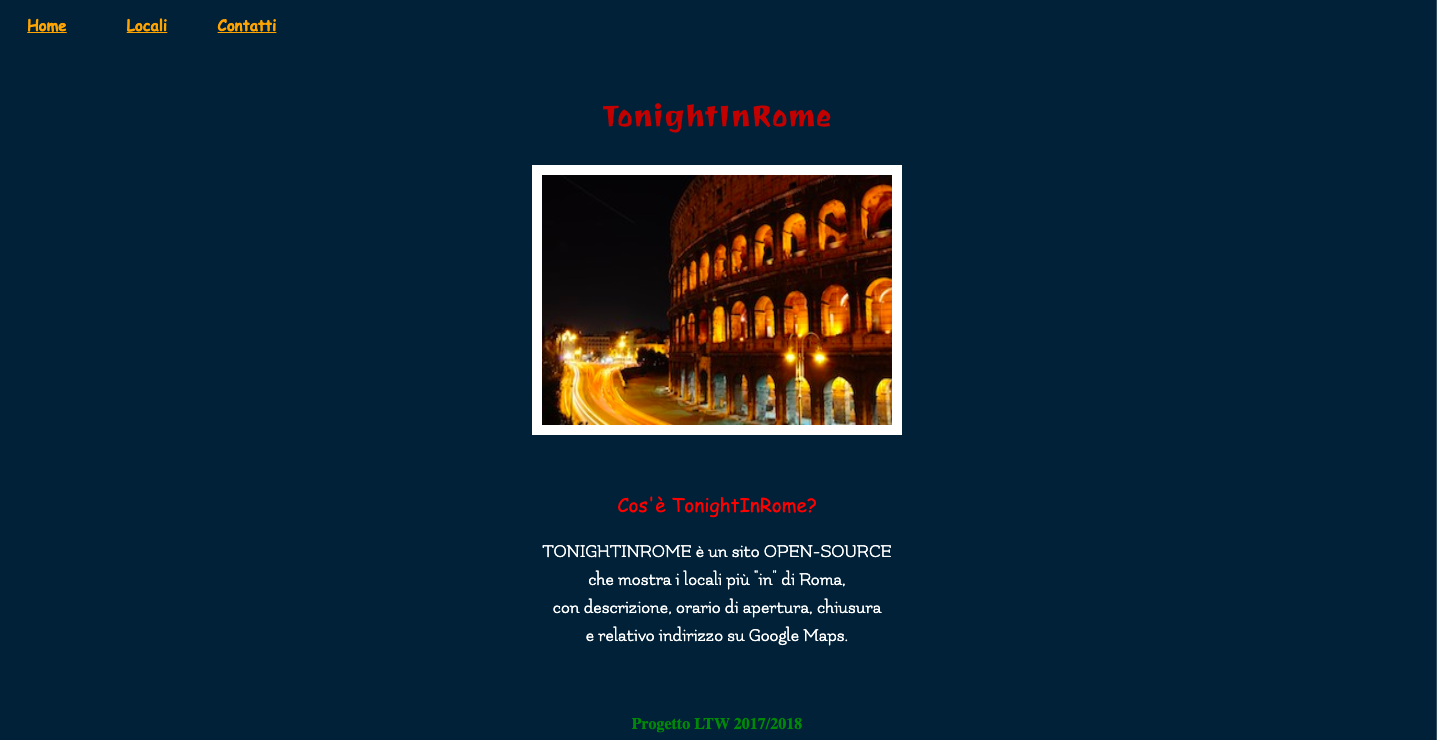 Home Locali Contatti
TonightInRome
Cos'è TonightInRome?
TONIGHTINROME è un sito OPEN-SOURCE
che mostra i locali più "in" di Roma,
con descrizione, orario di apertura, chiusura
e relativo indirizzo su Google Maps.
Progetto LTW 2017/2018